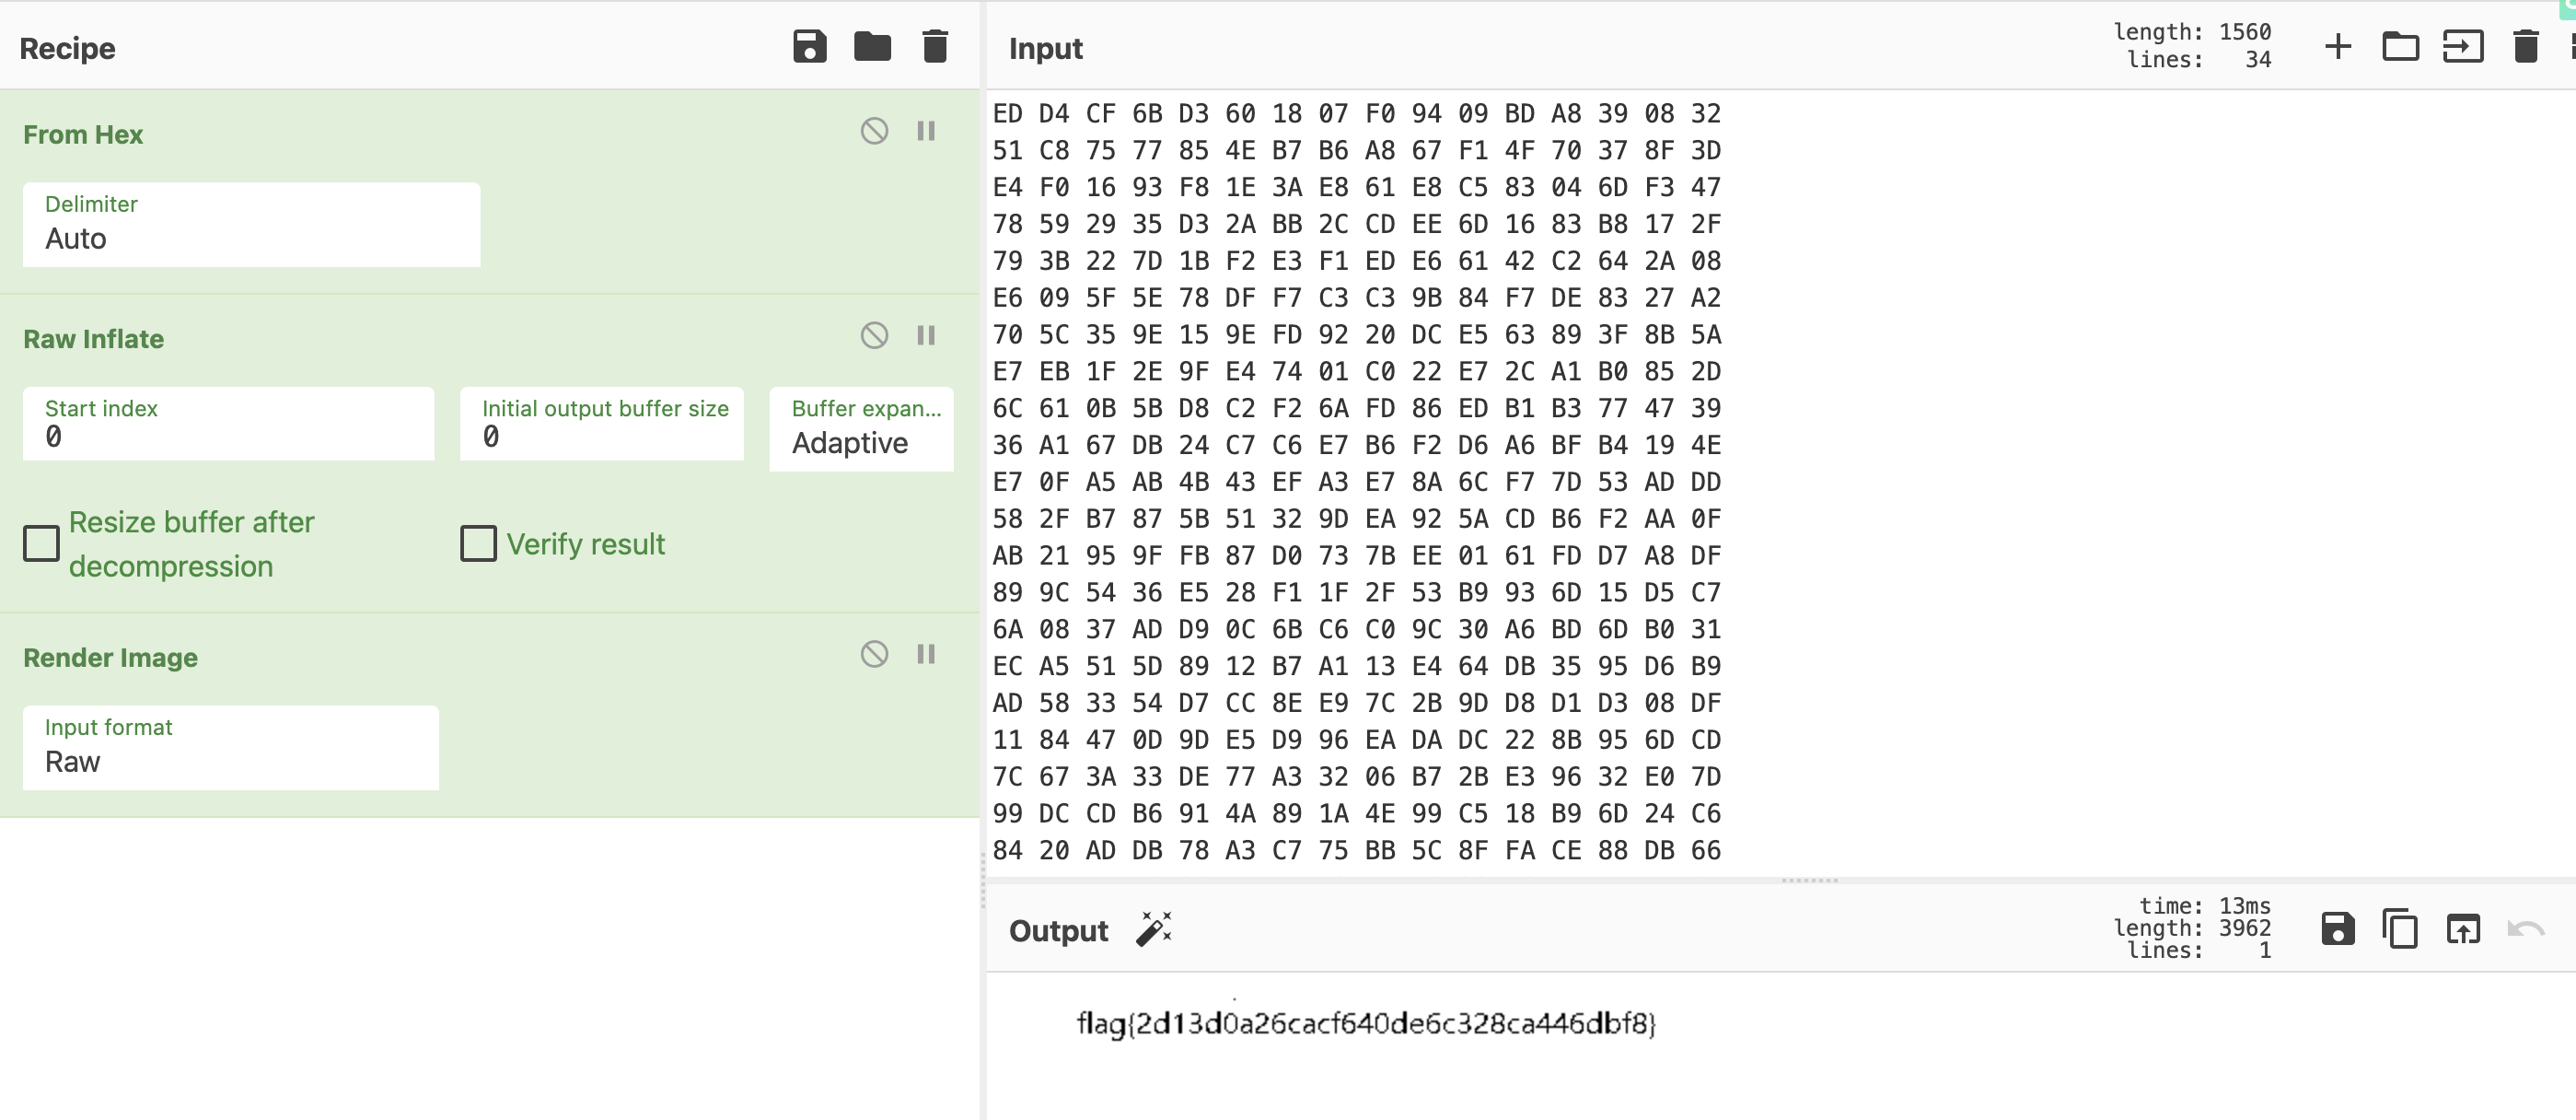 Recipe
From Hex
Delimiter
Auto
Raw Inflate
Start index
0
Initial output buffer size
0
Buffer expan...
Adaptive
Resize buffer after
decompression
Verify result
Render Image
Input format
Raw
Input
length: 1560
lines: 34
ED D4 CF 6B D3 60 18 07 F0 94 09 BD A8 39 08 32
51 C8 75 77 85 4E B7 B6 A8 67 F1 4F 70 37 8F 3D
E4 F0 16 93 F8 1E 3A E8 61 E8 C5 83 04 6D F3 47
78 59 29 35 D3 2A BB 2C CD EE 6D 16 83 B8 17 2F
79 3B 22 7D 1B F2 E3 F1 ED E6 61 42 C2 64 2A 08
E6 09 5F 5E 78 DF F7 C3 C3 9B 84 F7 DE 83 27 A2
70 5C 35 9E 15 9E FD 92 20 DC E5 63 89 3F 8B 5A
E7 EB 1F 2E 9F E4 74 01 C0 22 E7 2C A1 B0 85 2D
6C 61 0B 5B D8 C2 F2 6A FD 86 ED B1 B3 77 47 39
36 A1 67 DB 24 C7 C6 E7 B6 F2 D6 A6 BF B4 19 4E
E7 0F A5 AB 4B 43 EF A3 E7 8A 6C F7 7D 53 AD DD
58 2F B7 87 5B 51 32 9D EA 92 5A CD B6 F2 AA 0F
AB 21 95 9F FB 87 D0 73 7B EE 01 61 FD D7 A8 DF
89 9C 54 36 E5 28 F1 1F 2F 53 B9 93 6D 15 D5 C7
6A 08 37 AD D9 0C 6B C6 C0 9C 30 A6 BD 6D B0 31
EC A5 51 5D 89 12 B7 A1 13 E4 64 DB 35 95 D6 B9
AD 58 33 54 D7 CC 8E E9 7C 2B 9D D8 D1 D3 08 DF
11 84 47 0D 9D E5 D9 96 EA DA DC 22 8B 95 6D CD
7C 67 3A 33 DE 77 A3 32 06 B7 2B E3 96 32 E0 7D
99 DC CD B6 91 4A 89 1A 4E 99 C5 18 B9 6D 24 C6
84 20 AD DB 78 A3 C7 75 BB 5C 8F FA CE 88 DB 66
Output
time: 13ms
length: 3962
lines: 1
flag{2d13d0a26cacf640de6c328ca446dbf8}